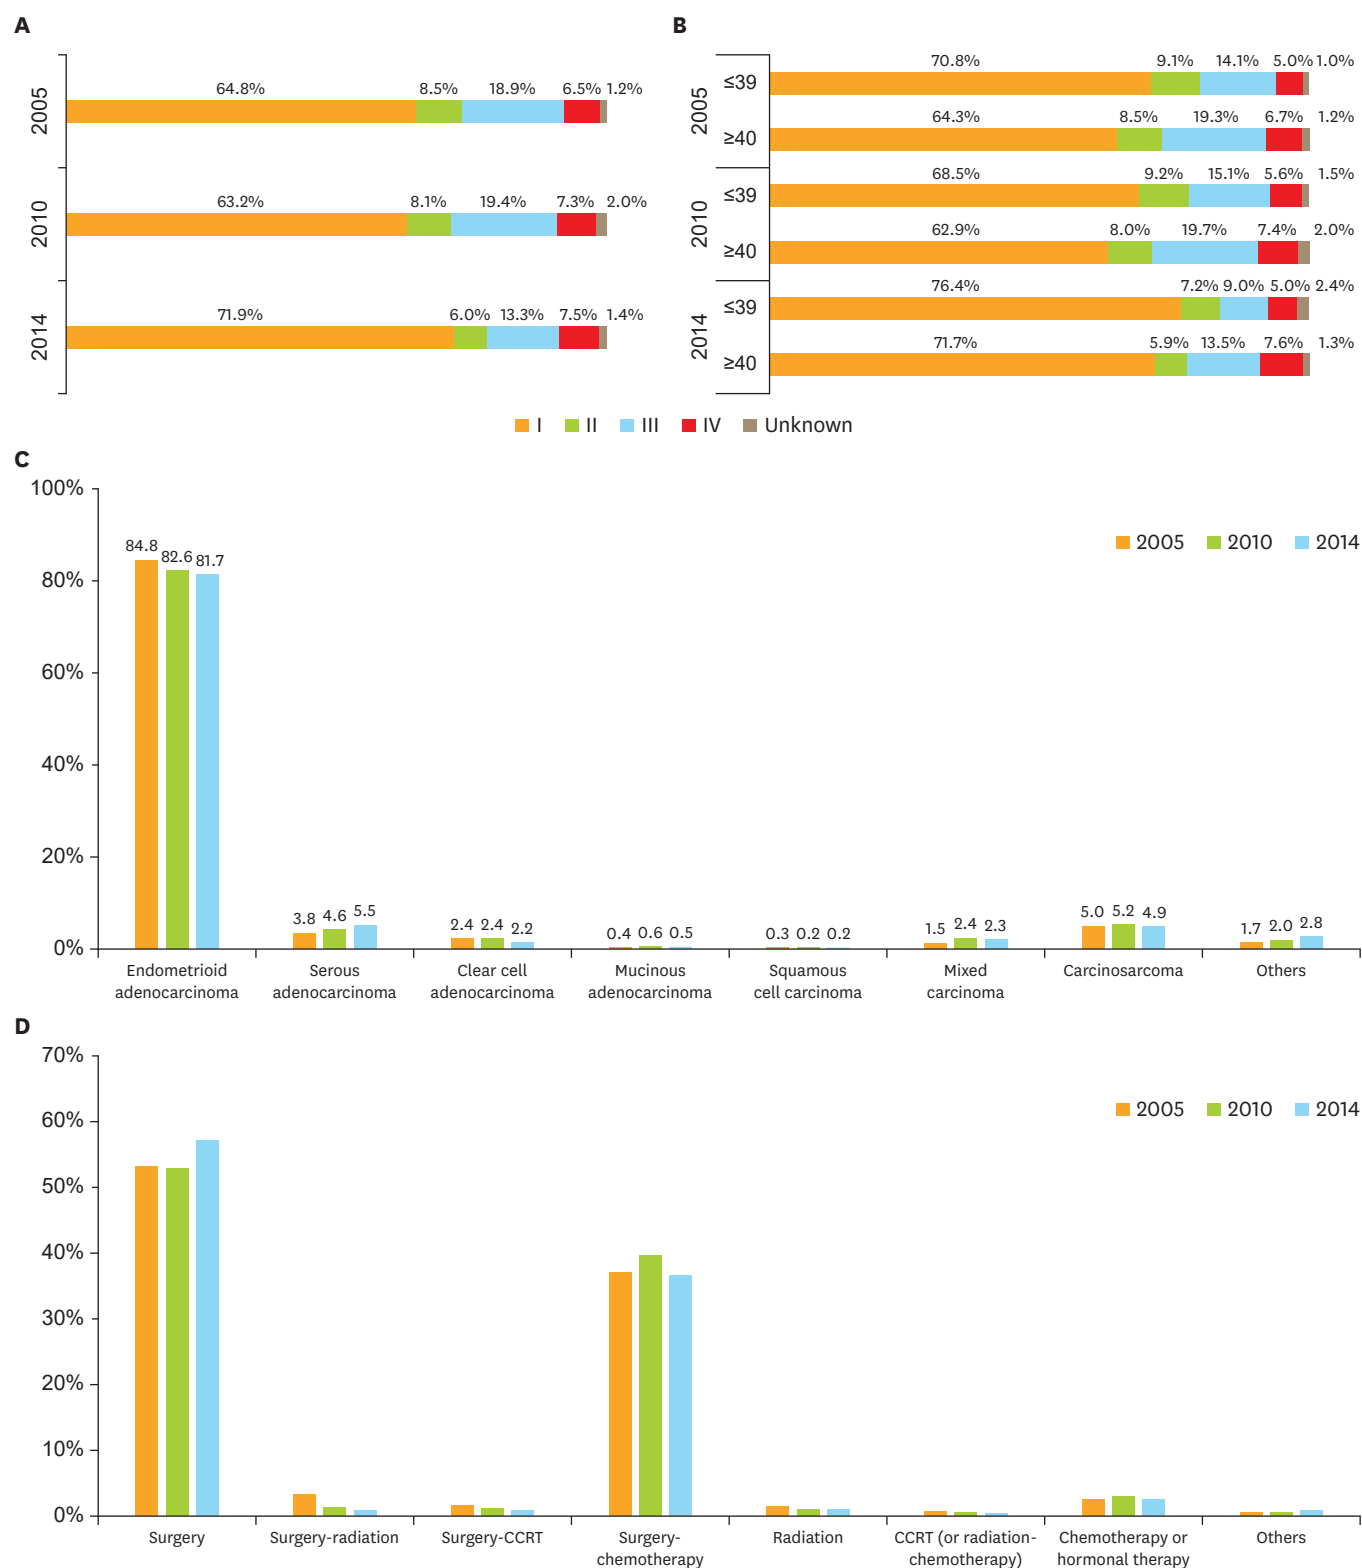 A
2005
64.8% 8.5% 18.9% 6.5% 1.2%
2010
63.2% 8.1% 19.4% 7.3% 2.0%
2014
71.9% 6.0% 13.3% 7.5% 1.4%
B
2005
≤39
70.8% 9.1% 14.1% 5.0% 1.0%
≥40
64.3% 8.5% 19.3% 6.7% 1.2%
2010
≤39
68.5% 9.2% 15.1% 5.6% 1.5%
≥40
62.9% 8.0% 19.7% 7.4% 2.0%
2014
≤39
76.4% 7.2% 9.0% 5.0% 2.4%
≥40
71.7% 5.9% 13.5% 7.6% 1.3%
I II III IV Unknown
C
100%
80%
60%
40%
20%
0%
2005 2010 2014
84.8 82.6 81.7
3.8 4.6 5.5
2.4 2.4 2.2
0.4 0.6 0.5
0.3 0.2 0.2
1.5 2.4 2.3
5.0 5.2 4.9
1.7 2.0 2.8
Endometrioid
adenocarcinoma
Serous
adenocarcinoma
Clear cell
adenocarcinoma
Mucinous
adenocarcinoma
Squamous
cell carcinoma
Mixed
carcinoma
Carcinosarcoma
Others
D
70%
60%
50%
40%
30%
20%
10%
0%
2005 2010 2014
Surgery
Surgery-radiation
Surgery-CCRT
Surgery-
chemotherapy
Radiation
CCRT (or radiation-
chemotherapy)
Chemotherapy or
hormonal therapy
Others